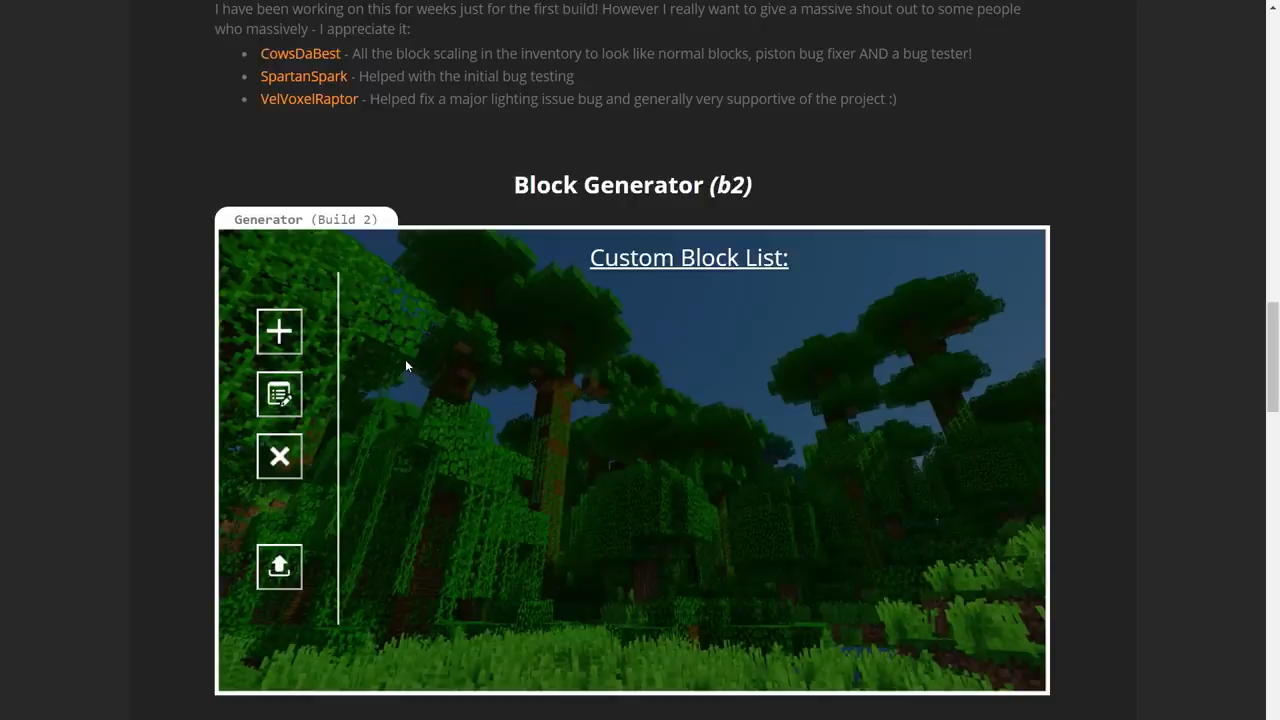 I have been working on this for weeks just for the first build! However I really want to give a massive shout out to some people
who massively - I appreciate it:
• CowsDaBest - All the block scaling in the inventory to look like normal blocks, piston bug fixer AND a bug tester!
• SpartanSpark - Helped with the initial bug testing
• VelVoxelRaptor - Helped fix a major lighting issue bug and generally very supportive of the project :)
Block Generator (b2)
Generator (Build 2)
Custom Block List: